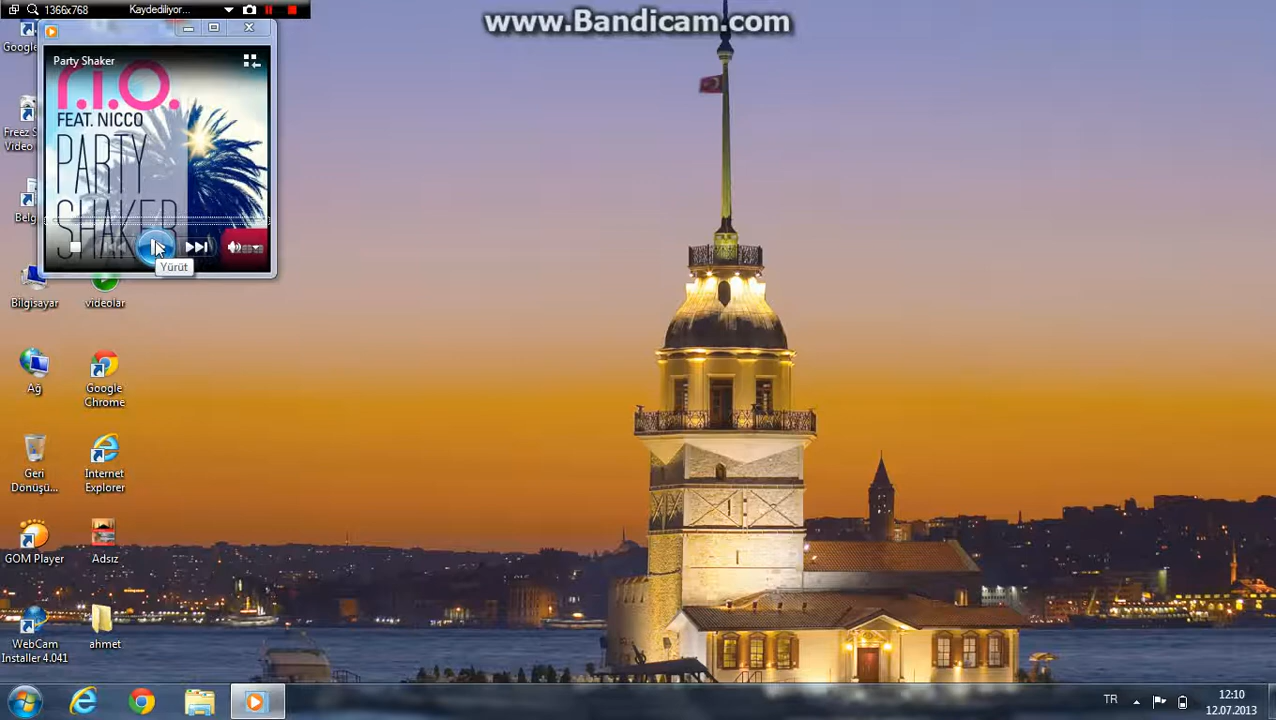 1366x768
Kaydediliyor...
www.Bandicam.com
Google
Party Shaker
r.i.o.
FEAT. NICCO
PARTY
SHAKER
Yürüt
Freez S
Video
Belg
Bilgisayar
videolar
Ağ
Google
Chrome
Geri
Dönüşü...
Internet
Explorer
GOM Player
Adsız
WebCam
Installer 4.041
ahmet
TR
12:10
12.07.2013